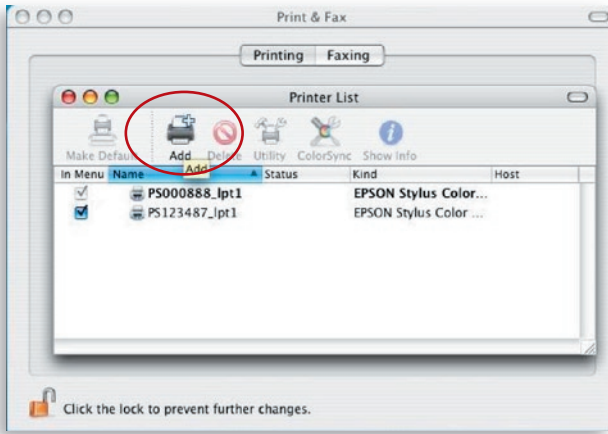 Print & Fax
Printing Faxing
Printer List
Make Defau Add Delete Utility ColorSync Show Info
Add
In Menu Name Status Kind Host
PS000888_lpt1 EPSON Stylus Color...
PS123487_lpt1 EPSON Stylus Color ...
Click the lock to prevent further changes.